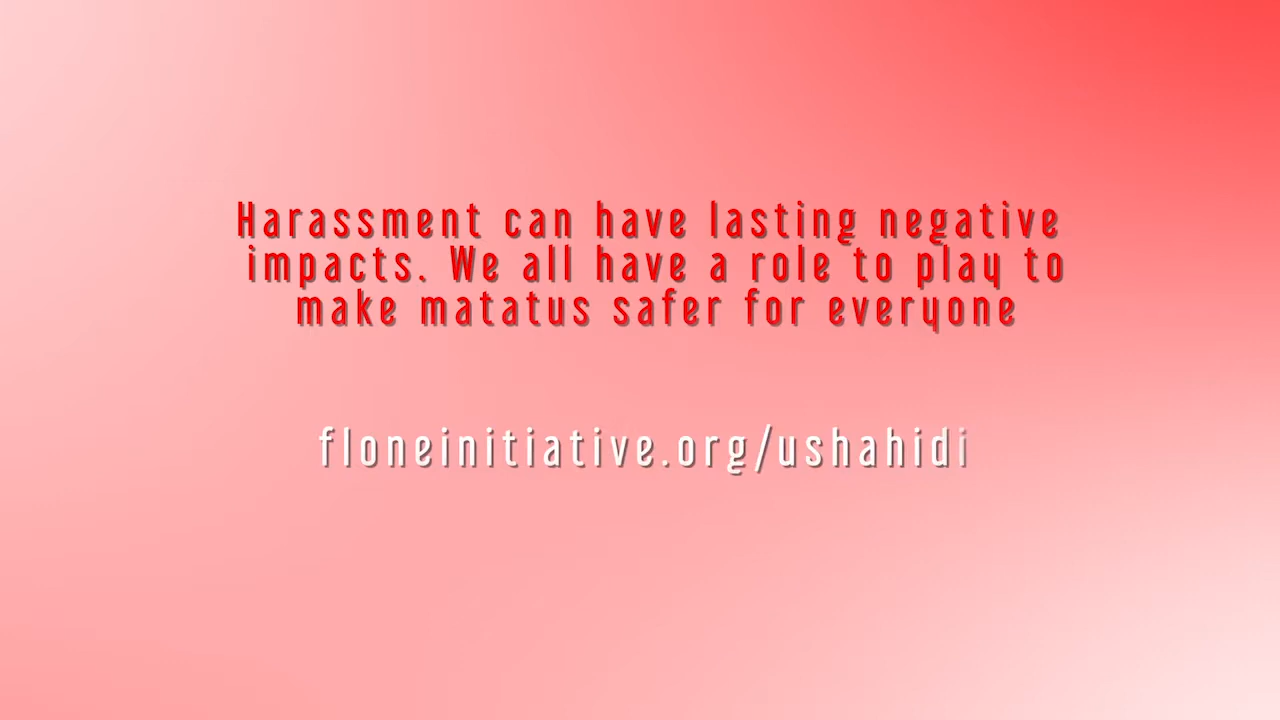 Harassment can have lasting negative
impacts. We all have a role to play to
make matatus safer for everyone
floneinitiative.org/ushahidi